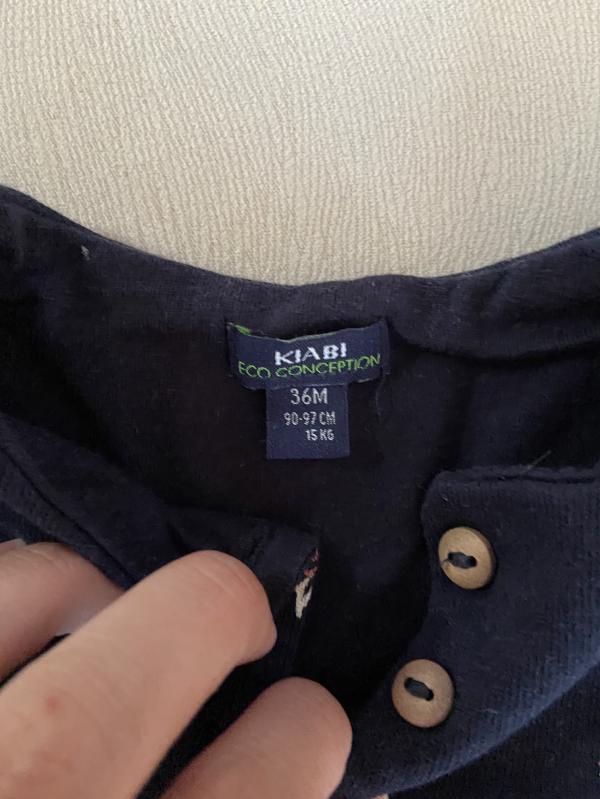 KIABI
ECO CONCEPTION
36M
90-97 CM
15 KG